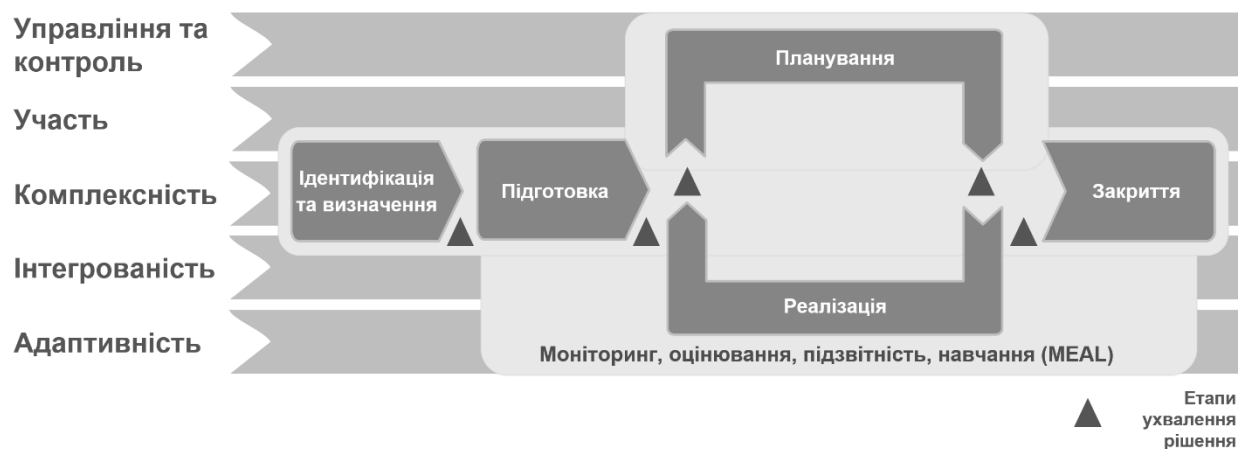 Управління та
контроль
Участь
Комплексність
Інтегрованість
Адаптивність
Планування
Ідентифікація
та визначення
Підготовка
Закриття
Реалізація
Моніторинг, оцінювання, підзвітність, навчання (MEAL)
Етапи
ухвалення
рішення